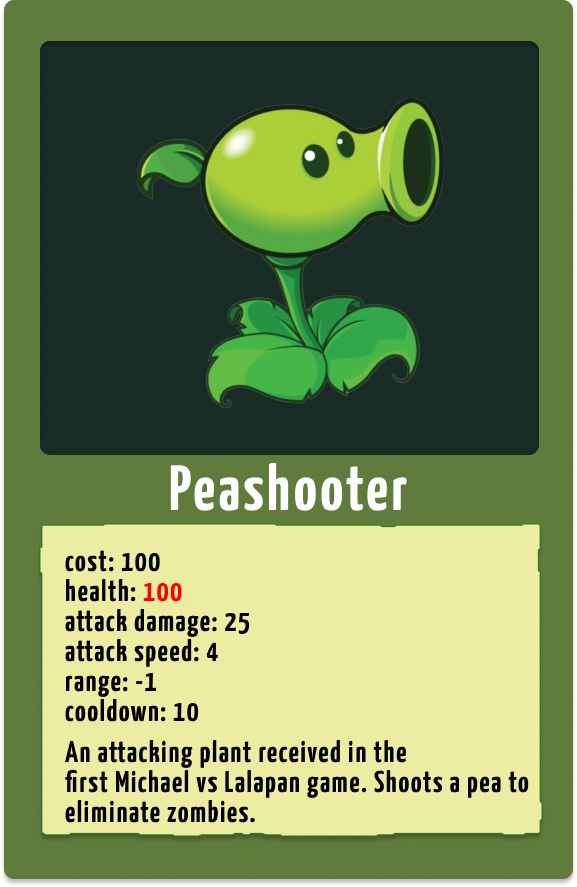 Peashooter
cost: 100
health: 100
attack damage: 25
attack speed: 4
range: -1
cooldown: 10
An attacking plant received in the
first Michael vs Lalapan game. Shoots a pea to
eliminate zombies.